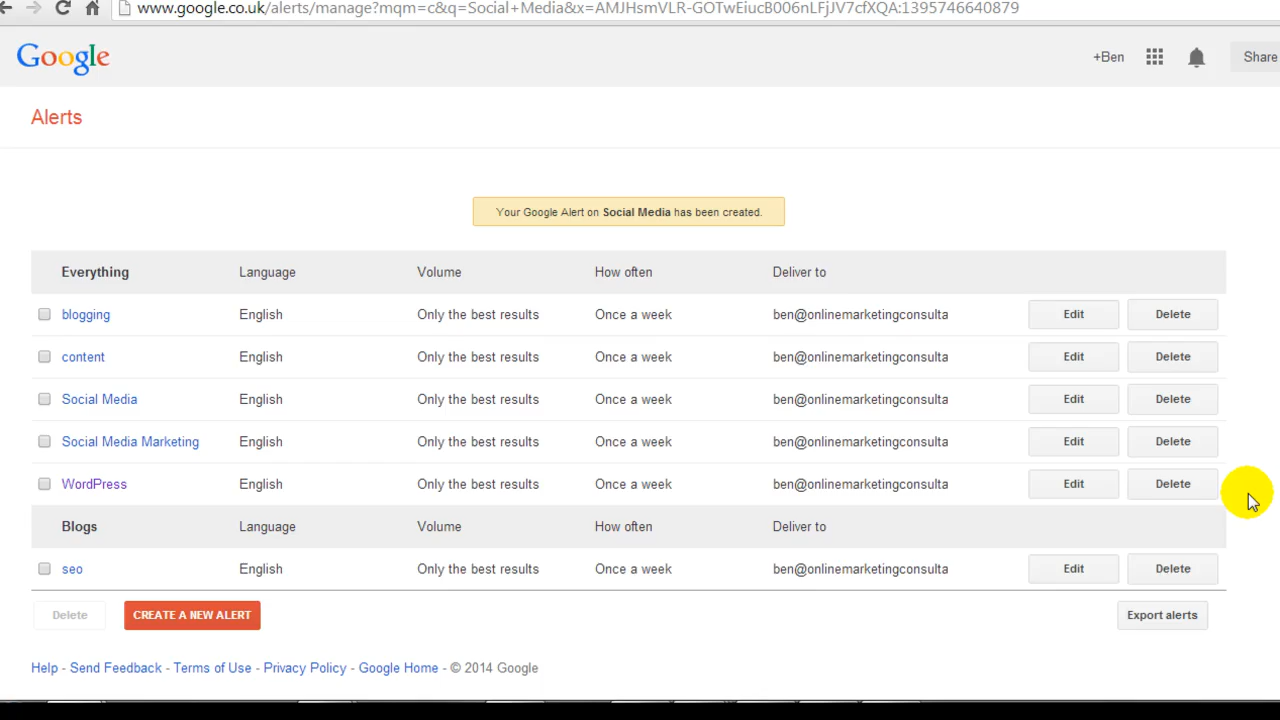 www.google.co.uk/alerts/manage?mqm=c&q=Social+Media&x=AMJHsmVLR-GOTwEiucB006nLFjJV7cfXQA:1395746640879
Google +Ben Share
Alerts
Your Google Alert on Social Media has been created.
Everything Language Volume How often Deliver to
blogging English Only the best results Once a week ben@onlinemarketingconsulta Edit Delete
content English Only the best results Once a week ben@onlinemarketingconsulta Edit Delete
Social Media English Only the best results Once a week ben@onlinemarketingconsulta Edit Delete
Social Media Marketing English Only the best results Once a week ben@onlinemarketingconsulta Edit Delete
WordPress English Only the best results Once a week ben@onlinemarketingconsulta Edit Delete
Blogs Language Volume How often Deliver to
seo English Only the best results Once a week ben@onlinemarketingconsulta Edit Delete
Delete CREATE A NEW ALERT Export alerts
Help - Send Feedback - Terms of Use - Privacy Policy - Google Home - © 2014 Google